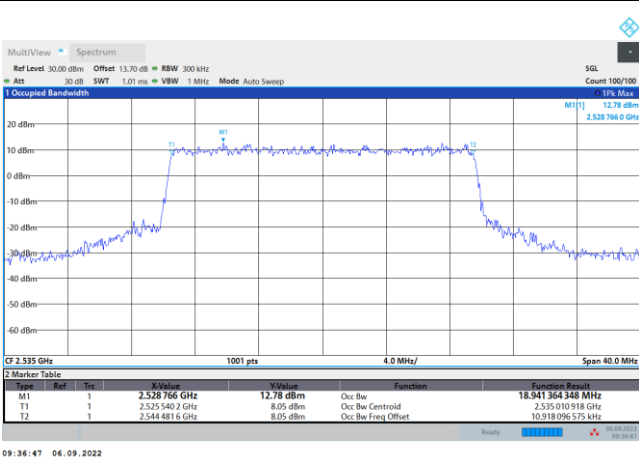 MultiView Spectrum
Ref Level 30.00 dBm Offset 13.70 dB RBW 300 kHz SGL
Att 30 dB SWT 1.01 ms VBW 1 MHz Mode Auto Sweep Count 100/100
1 Occupied Bandwidth 1Pk Max
M1[1] 12.78 dBm
2.528 766 0 GHz
20 dBm
M1
T1 T2
10 dBm
0 dBm
-10 dBm
-20 dBm
-30 dBm
-40 dBm
-50 dBm
-60 dBm
CF 2.535 GHz 1001 pts 4.0 MHz/ Span 40.0 MHz
2 Marker Table
Type Ref Trc X-Value Y-Value Function Function Result
M1 1 2.528 766 GHz 12.78 dBm Occ Bw 18.941 364 348 MHz
T1 1 2.525 540 2 GHz 8.05 dBm Occ Bw Centroid 2.535 010 918 GHz
T2 1 2.544 481 6 GHz 8.05 dBm Occ Bw Freq Offset 10.918 096 575 kHz
Ready 06.09.2022
09:36:47
09:36:47 06.09.2022